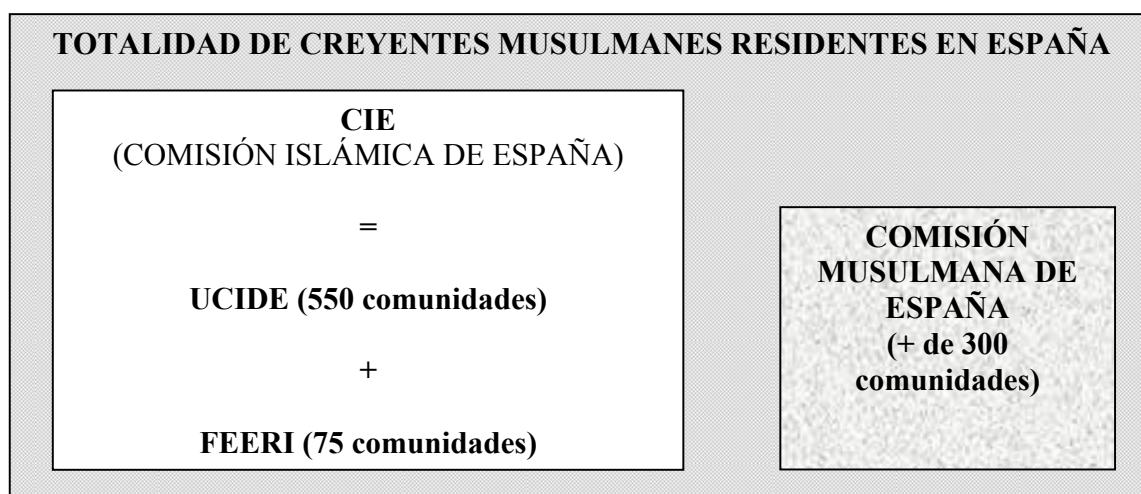 TOTALIDAD DE CREYENTES MUSULMANES RESIDENTES EN ESPAÑA
CIE
(COMISIÓN ISLÁMICA DE ESPAÑA)
=
UCIDE (550 comunidades)
+
FEERI (75 comunidades)
COMISIÓN
MUSULMANA DE
ESPAÑA
(+ de 300
comunidades)